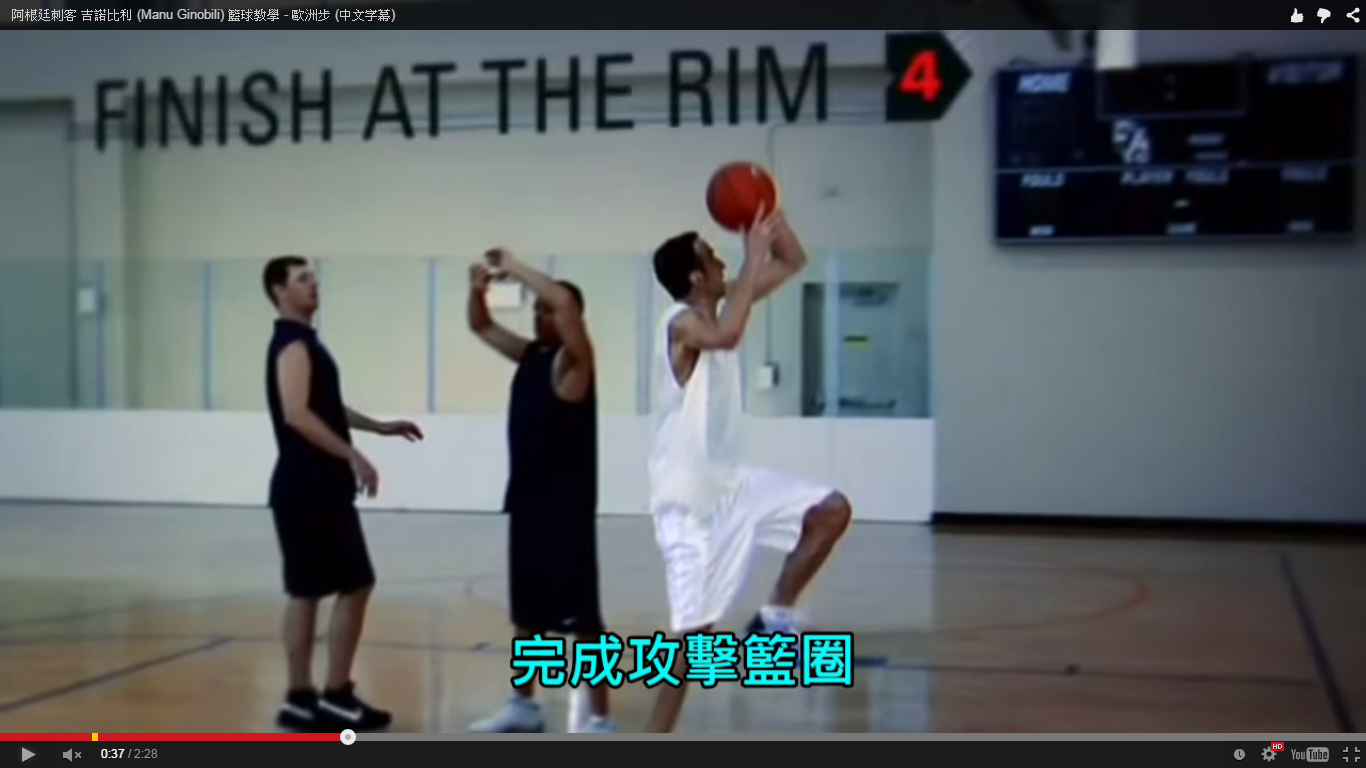 阿根廷刺客 吉諾比利 (Manu Ginobili) 籃球教學 - 歐洲步 (中文字幕)
FINISH AT THE RIM 4
HOME
VISITOR
FOULS
PLAYER FOULS
FOULS
完成攻擊籃圈
0:37 / 2:28
HD
YouTube